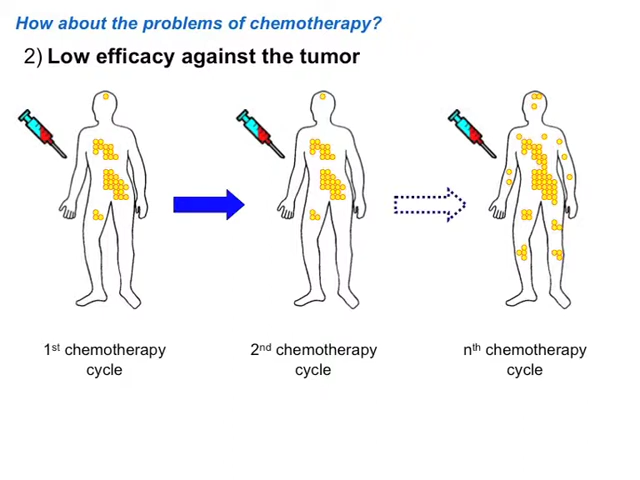 How about the problems of chemotherapy?
2) Low efficacy against the tumor
1st chemotherapy
cycle
2nd chemotherapy
cycle
nth chemotherapy
cycle